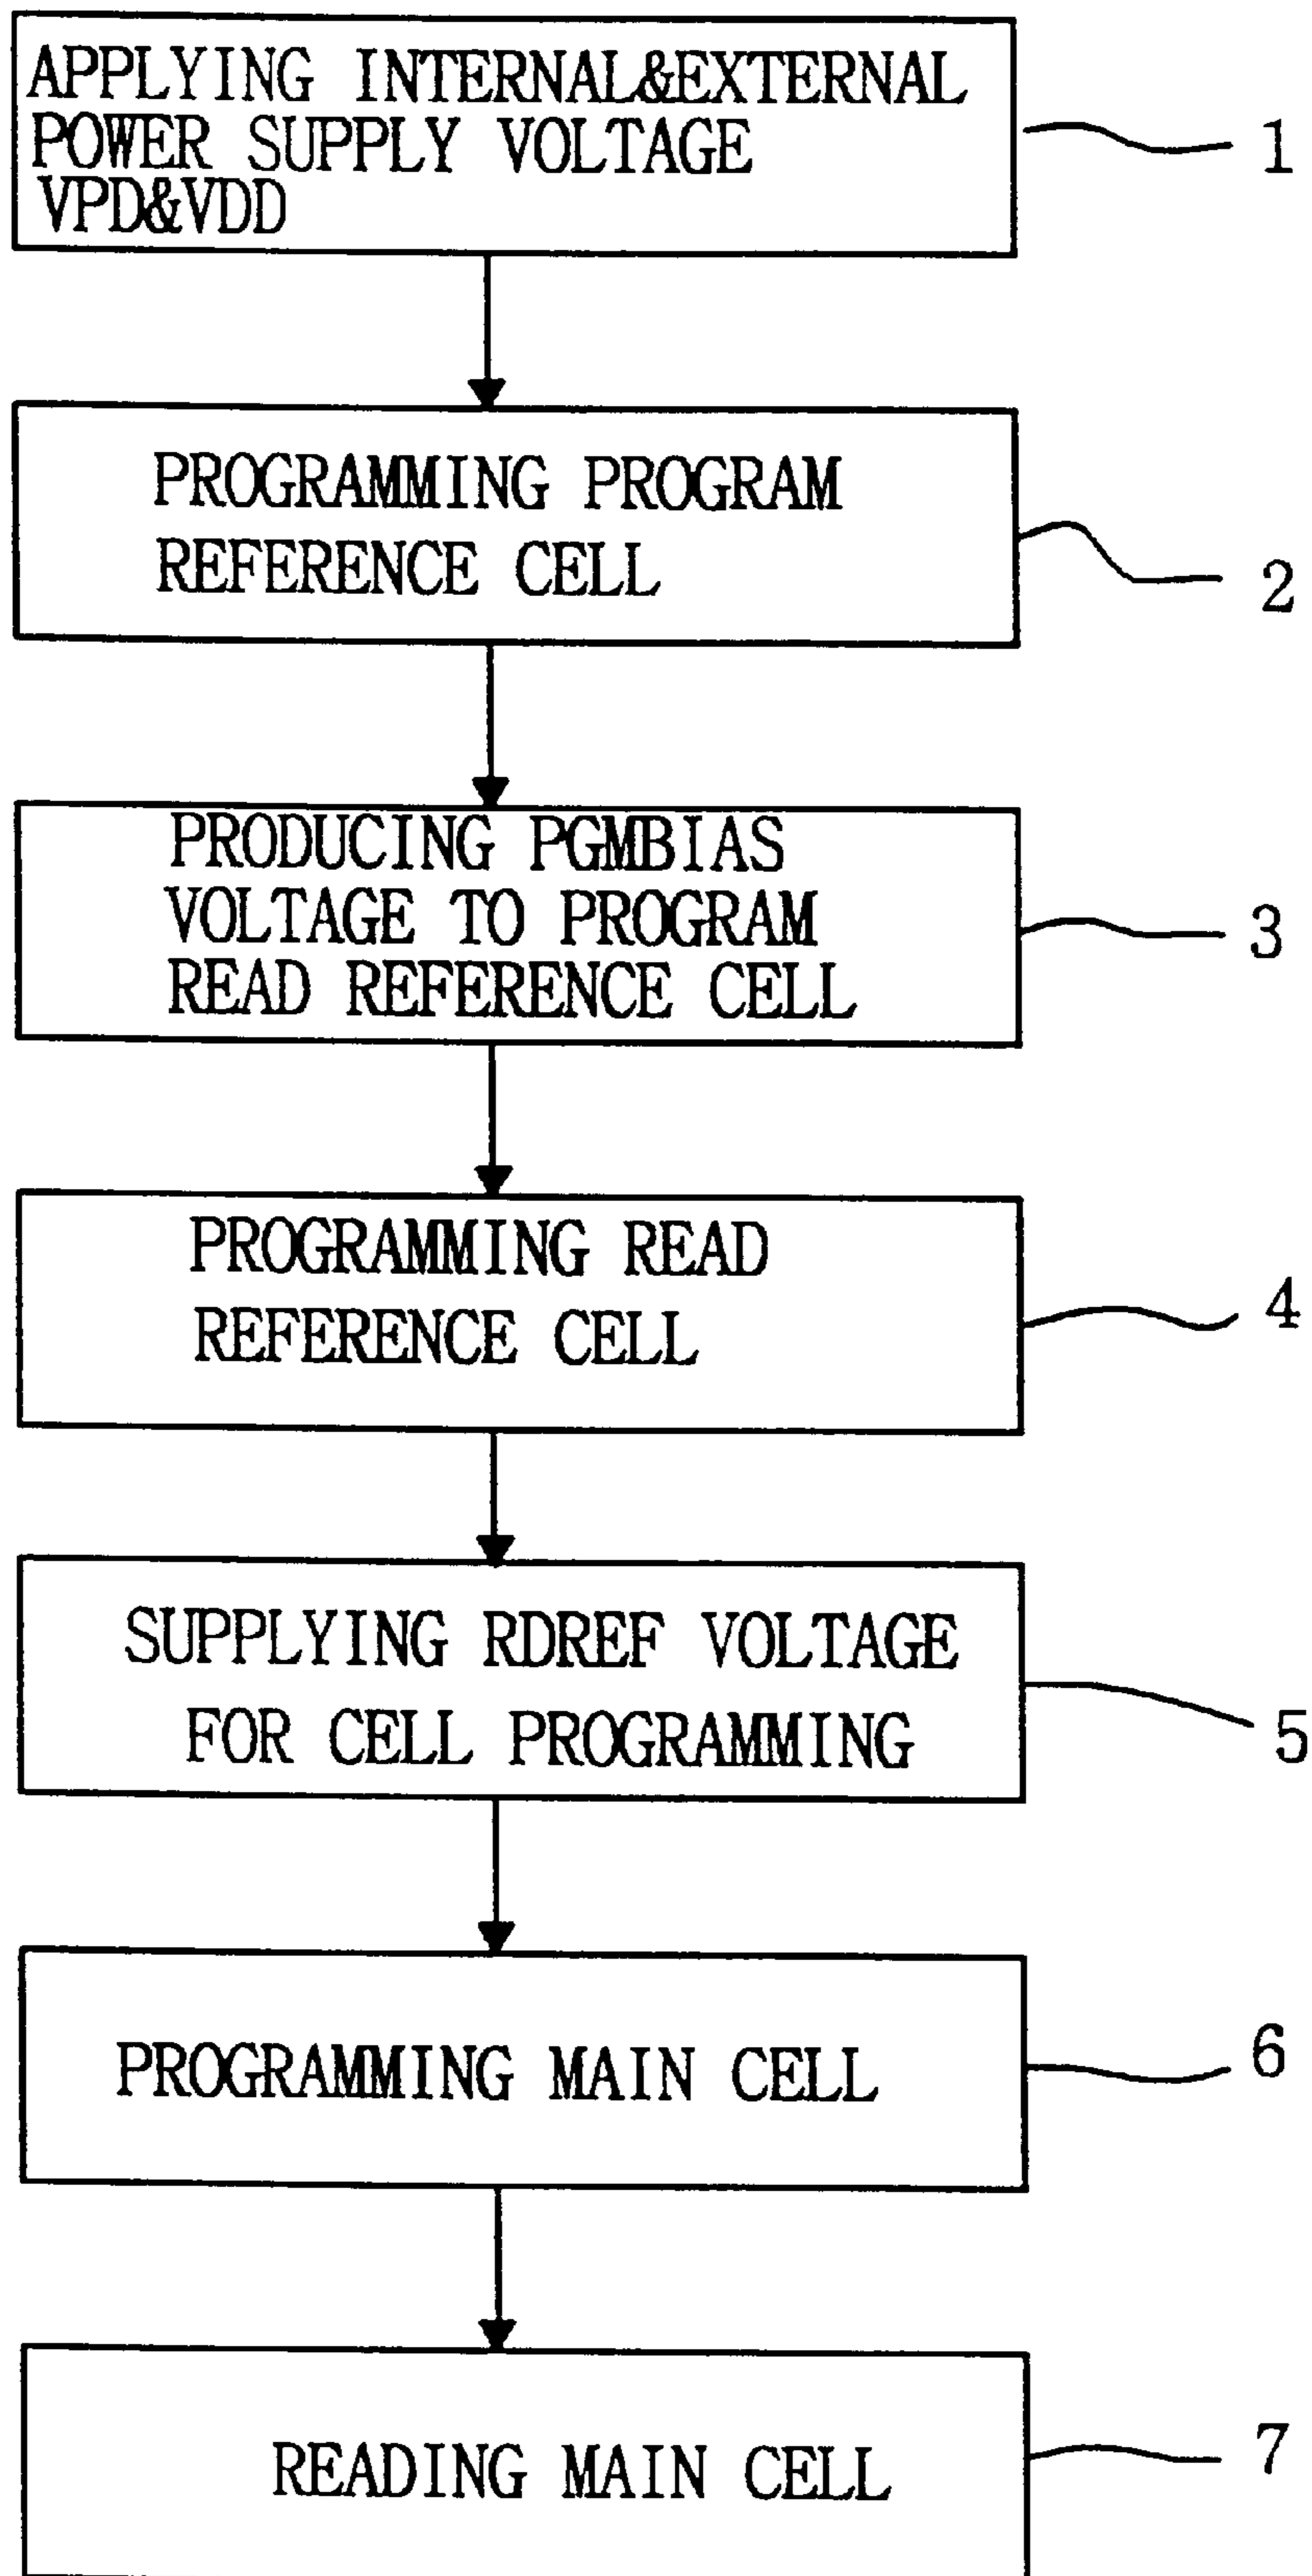 APPLYING INTERNAL&EXTERNAL
POWER SUPPLY VOLTAGE
VPD&VDD
1
PROGRAMMING PROGRAM
REFERENCE CELL
2
PRODUCING PGMBIAS
VOLTAGE TO PROGRAM
READ REFERENCE CELL
3
PROGRAMMING READ
REFERENCE CELL
4
SUPPLYING RDREF VOLTAGE
FOR CELL PROGRAMMING
5
PROGRAMMING MAIN CELL
6
READING MAIN CELL
7